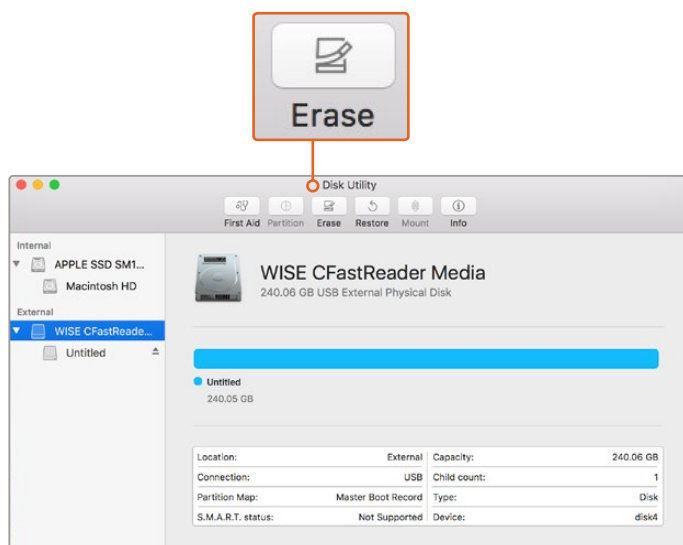 Erase
Disk Utility
First Aid Partition Erase Restore Mount Info
Internal
APPLE SSD SM1...
Macintosh HD
External
WISE CFastReade...
Untitled
WISE CFastReader Media
240.06 GB USB External Physical Disk
Untitled
240.05 GB
Location: External Capacity: 240.06 GB
Connection: USB Child count: 1
Partition Map: Master Boot Record Type: Disk
S.M.A.R.T. status: Not Supported Device: disk4